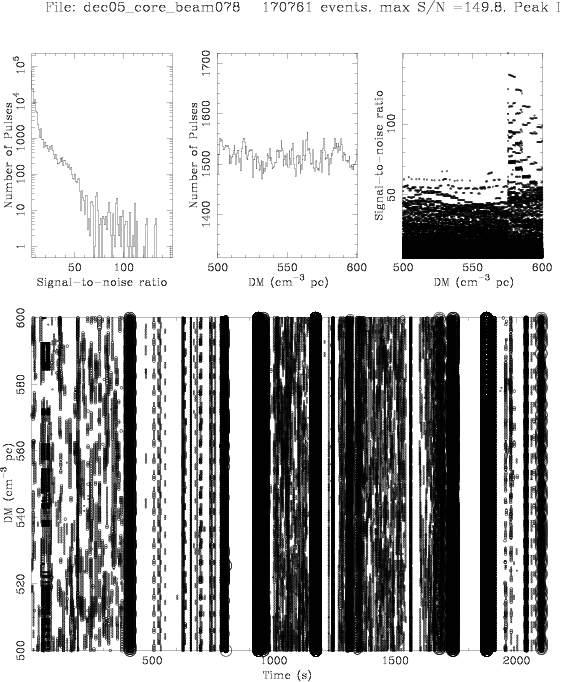 File: dec05_core_beam078 170761 events. max S/N =149.8. Peak I
Number of Pulses
1 10 100 1000 10^4 10^5
50 100
Signal-to-noise ratio
Number of Pulses
1400 1500 1600 1700
500 550 600
DM (cm⁻³ pc)
Signal-to-noise ratio
50 100
500 550 600
DM (cm⁻³ pc)
DM (cm⁻³ pc)
500 520 540 560 580 600
500 1000 1500 2000
Time (s)